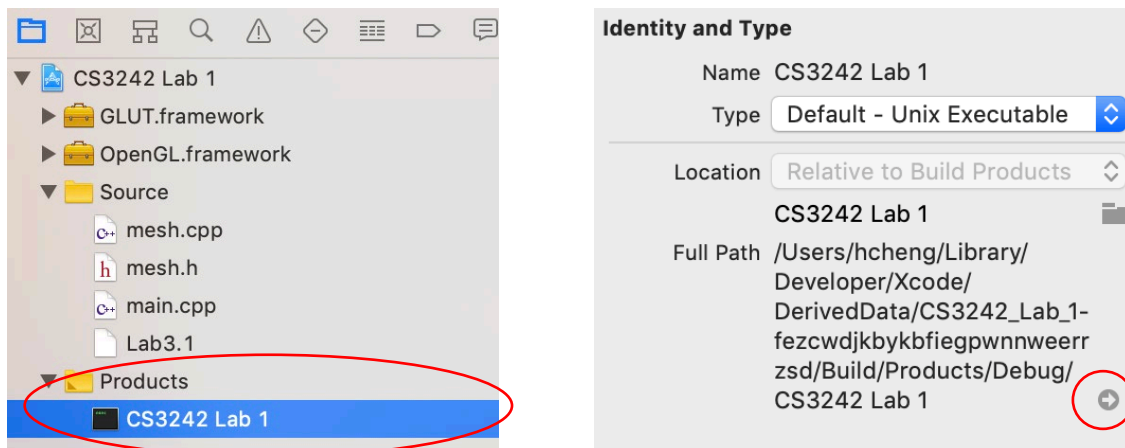 CS3242 Lab 1
GLUT.framework
OpenGL.framework
Source
C++ mesh.cpp
h mesh.h
C++ main.cpp
Lab3.1
Products
CS3242 Lab 1
Identity and Type
Name CS3242 Lab 1
Type Default - Unix Executable
Location Relative to Build Products
CS3242 Lab 1
Full Path /Users/hcheng/Library/
Developer/Xcode/
DerivedData/CS3242_Lab_1-
fezcwdjkbykbfiegpwnnweerr
zsd/Build/Products/Debug/
CS3242 Lab 1